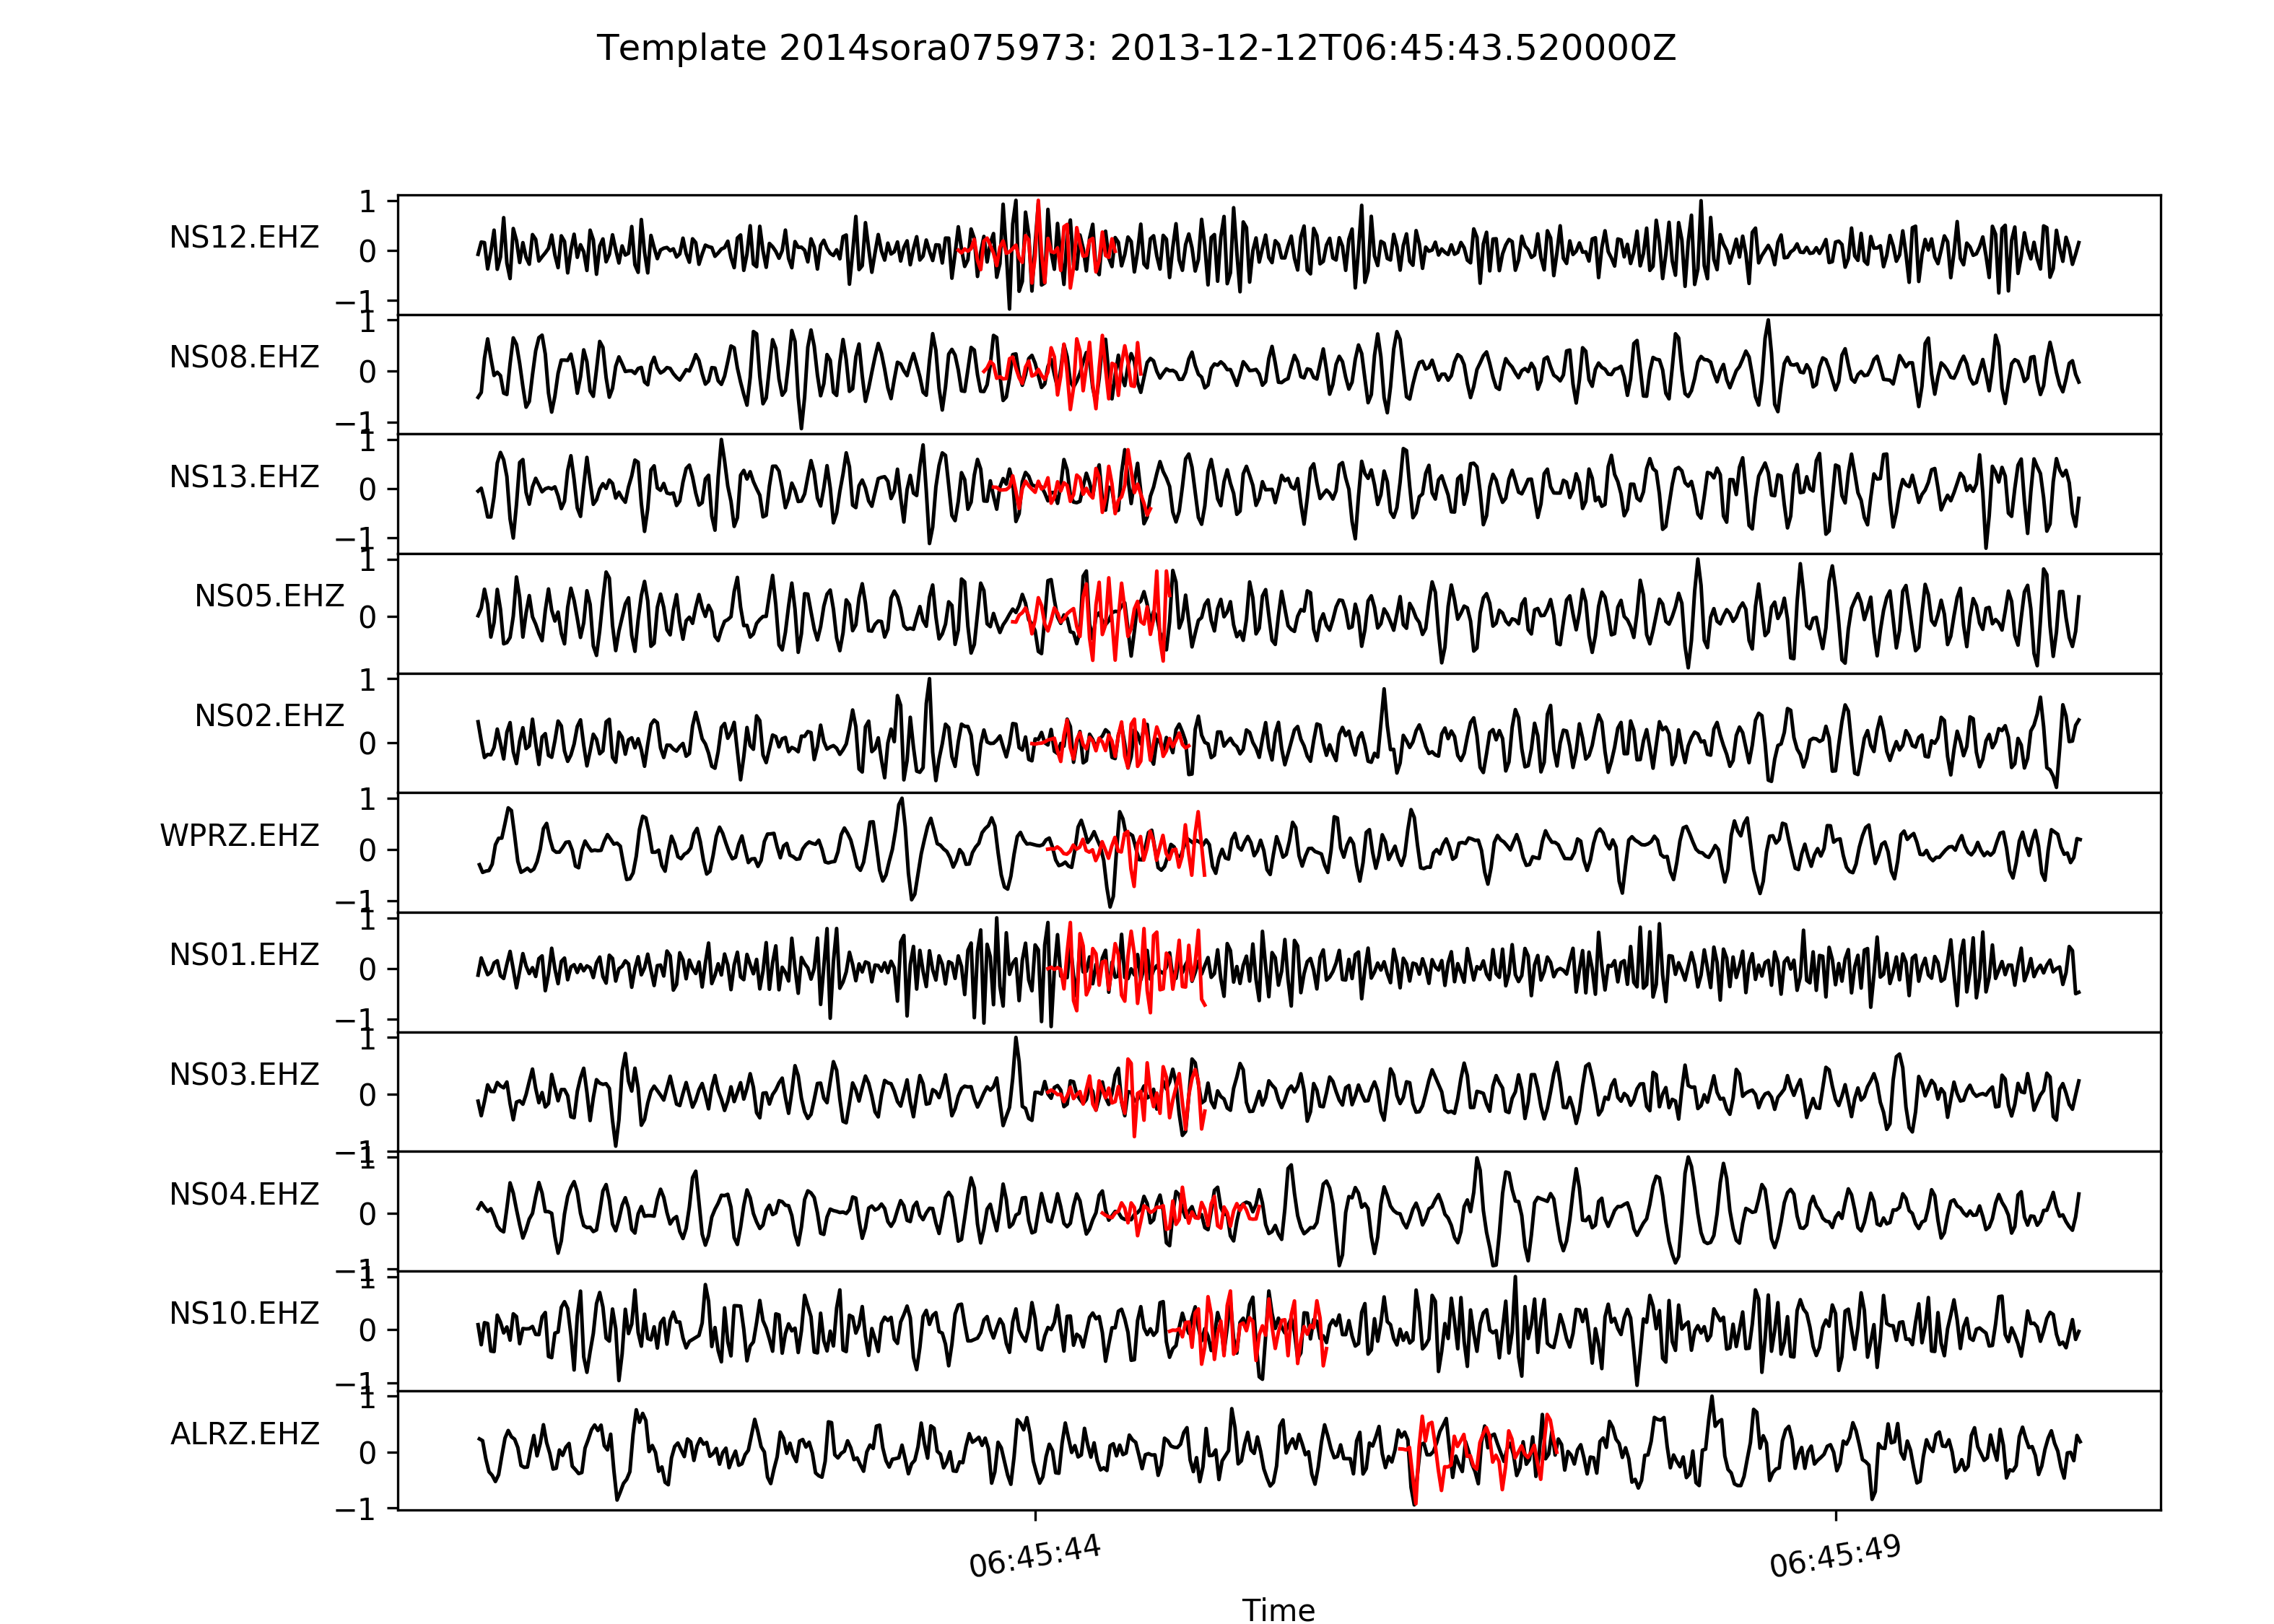 Template 2014sora075973: 2013-12-12T06:45:43.520000Z
NS12.EHZ
1
0
−1
NS08.EHZ
1
0
−1
NS13.EHZ
1
0
−1
NS05.EHZ
1
0
NS02.EHZ
1
0
WPRZ.EHZ
1
0
−1
NS01.EHZ
1
0
−1
NS03.EHZ
1
0
−1
NS04.EHZ
1
0
−1
NS10.EHZ
1
0
−1
ALRZ.EHZ
1
0
−1
06:45:44 06:45:49
Time